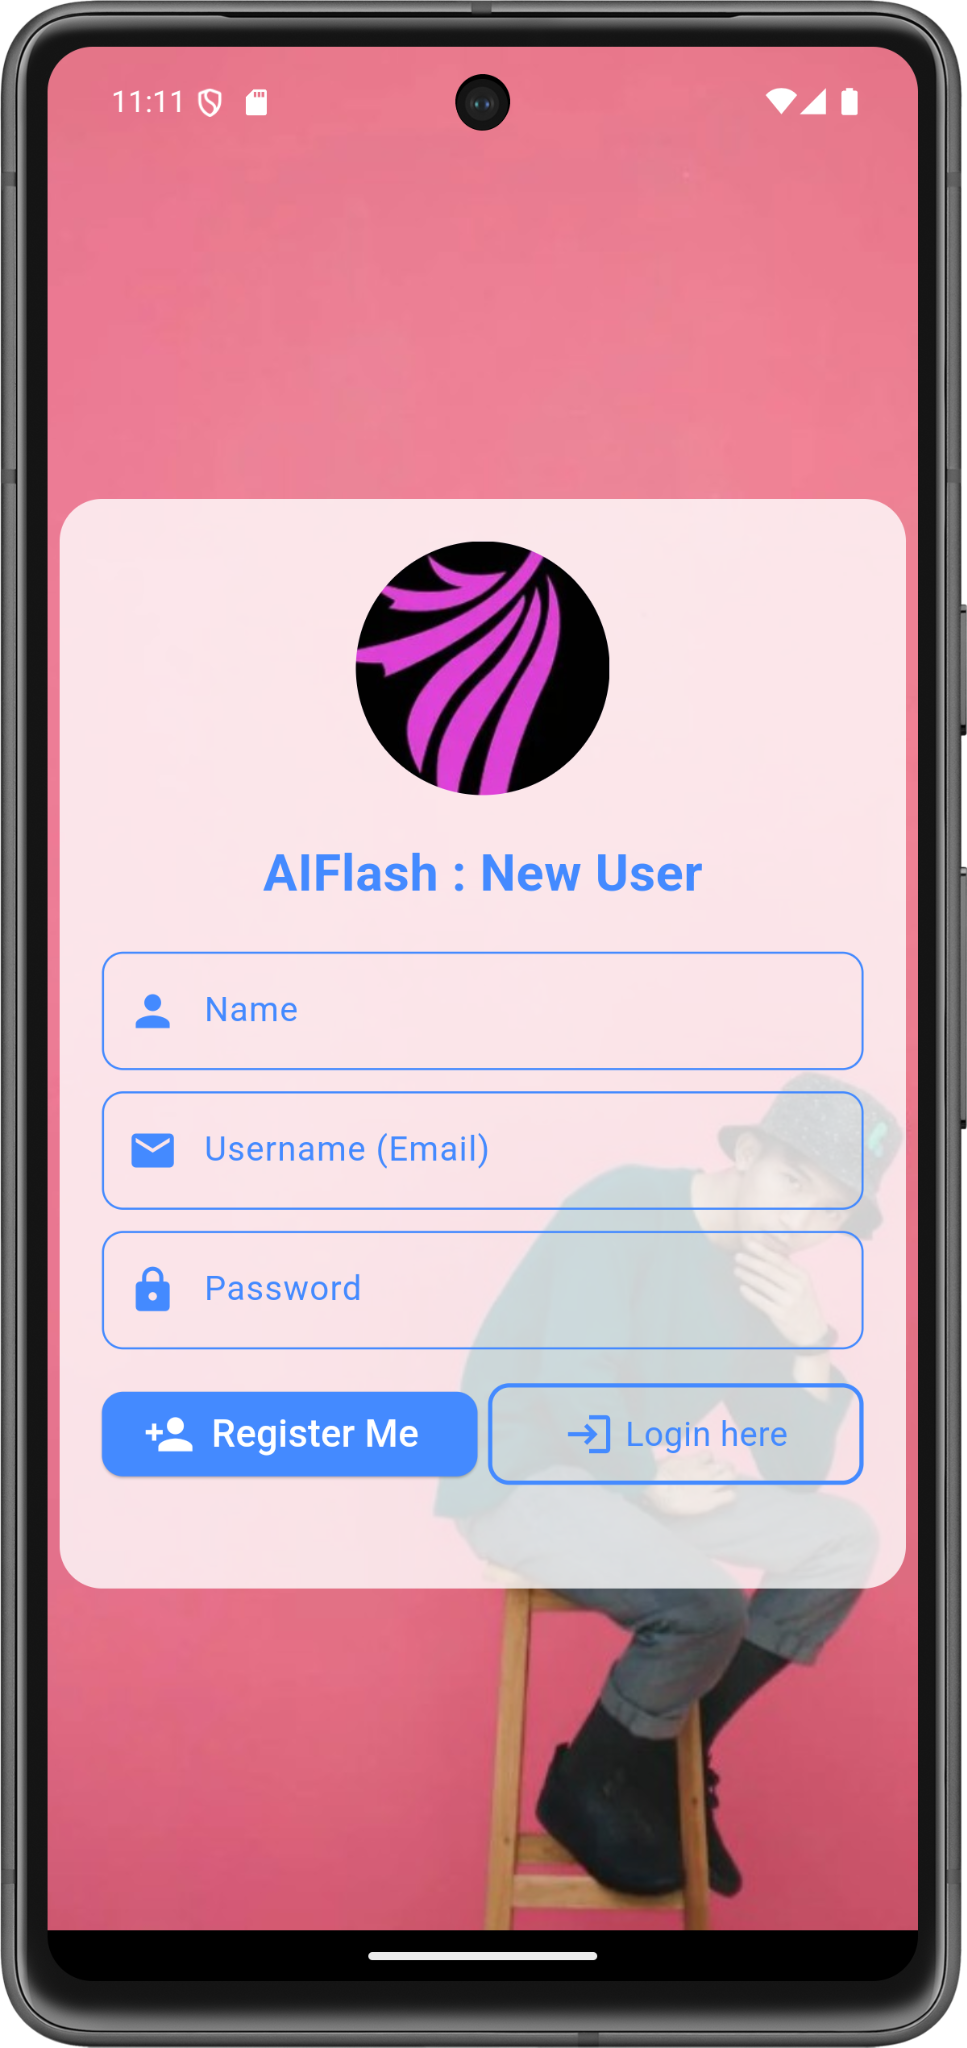 11:11
AIFlash : New User
Name
Username (Email)
Password
Register Me
Login here